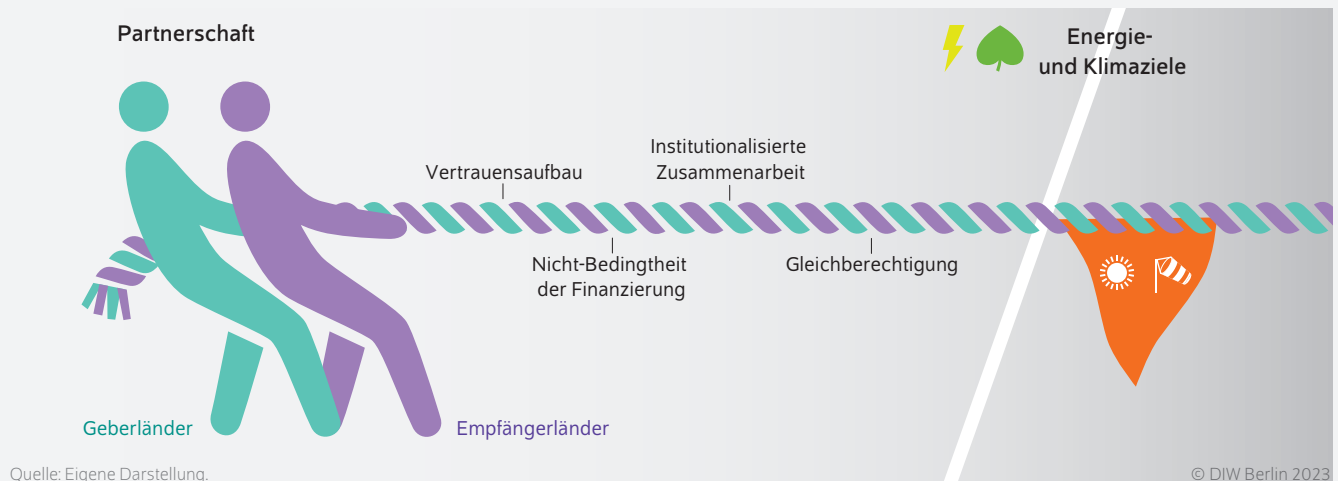 Partnerschaft
Energie-
und Klimaziele
Vertrauensaufbau
Institutionalisierte
Zusammenarbeit
Nicht-Bedingtheit
der Finanzierung
Gleichberechtigung
Geberländer
Empfängerländer
Quelle: Eigene Darstellung.
© DIW Berlin 2023